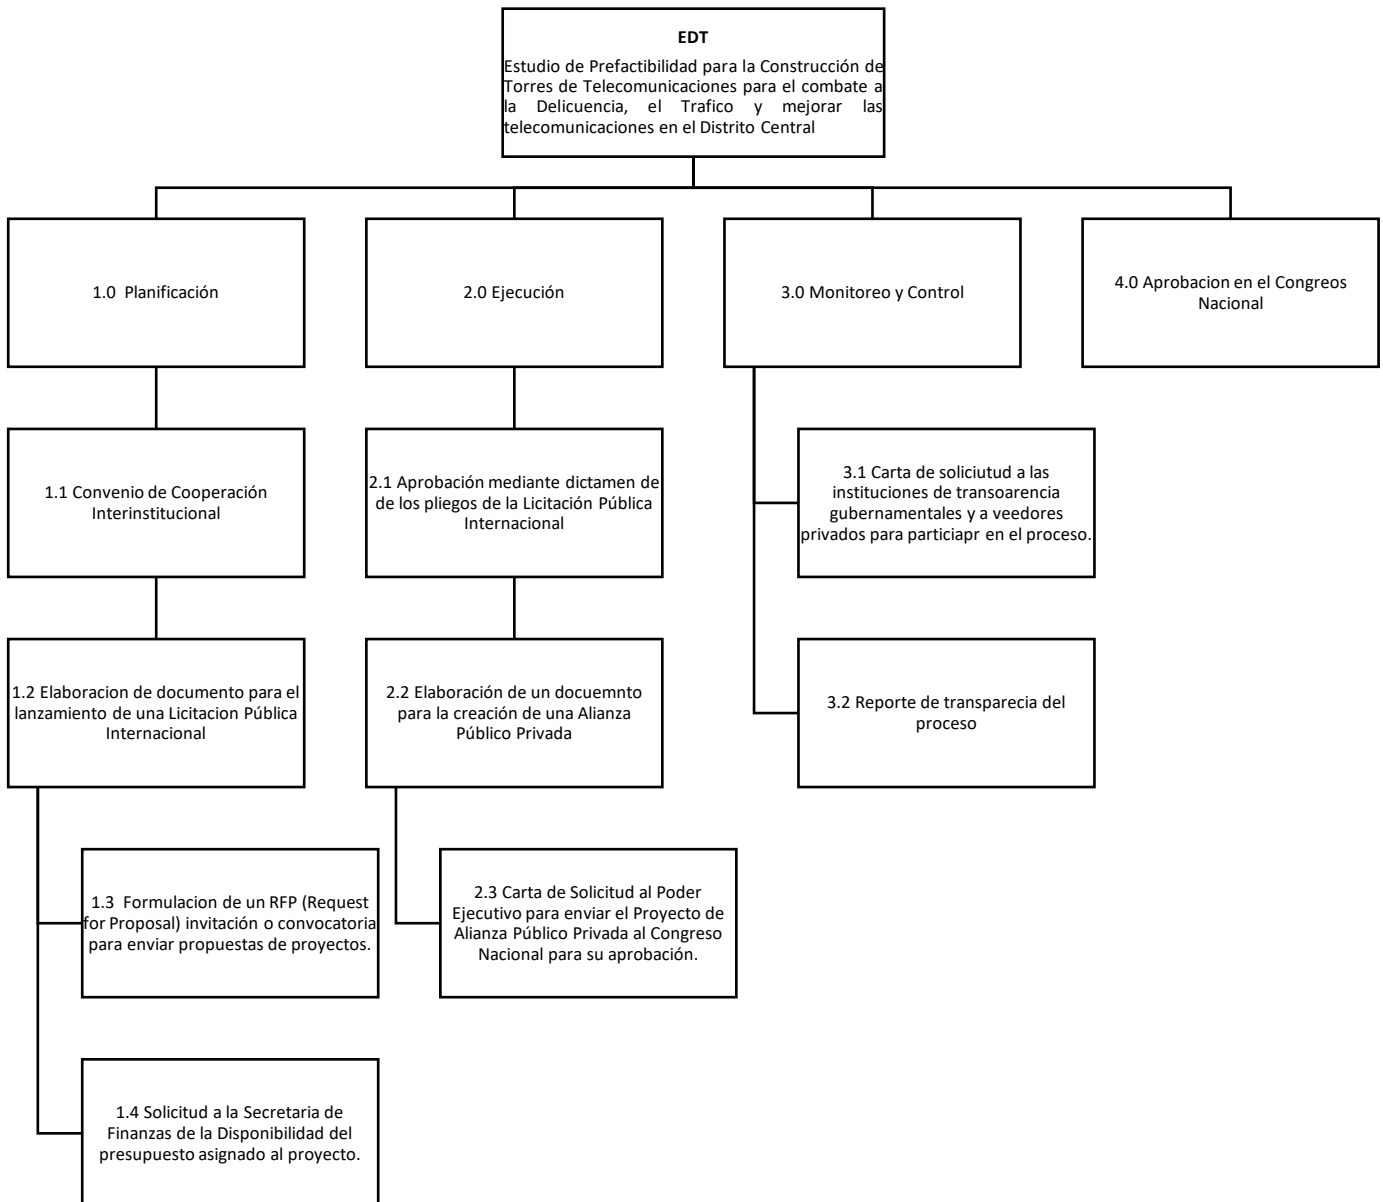 EDT
Estudio de Prefactibilidad para la Construcción de
Torres de Telecomunicaciones para el combate a
la Delicuencia, el Trafico y mejorar las
telecomunicaciones en el Distrito Central
1.0 Planificación
2.0 Ejecución
3.0 Monitoreo y Control
4.0 Aprobacion en el Congreos
Nacional
1.1 Convenio de Cooperación
Interinstitucional
2.1 Aprobación mediante dictamen de
de los pliegos de la Licitación Pública
Internacional
3.1 Carta de soliciutud a las
instituciones de transoarencia
gubernamentales y a veedores
privados para particiapr en el proceso.
1.2 Elaboracion de documento para el
lanzamiento de una Licitacion Pública
Internacional
2.2 Elaboración de un docuemnto
para la creación de una Alianza
Público Privada
3.2 Reporte de transparecia del
proceso
1.3 Formulacion de un RFP (Request
for Proposal) invitación o convocatoria
para enviar propuestas de proyectos.
2.3 Carta de Solicitud al Poder
Ejecutivo para enviar el Proyecto de
Alianza Público Privada al Congreso
Nacional para su aprobación.
1.4 Solicitud a la Secretaria de
Finanzas de la Disponibilidad del
presupuesto asignado al proyecto.